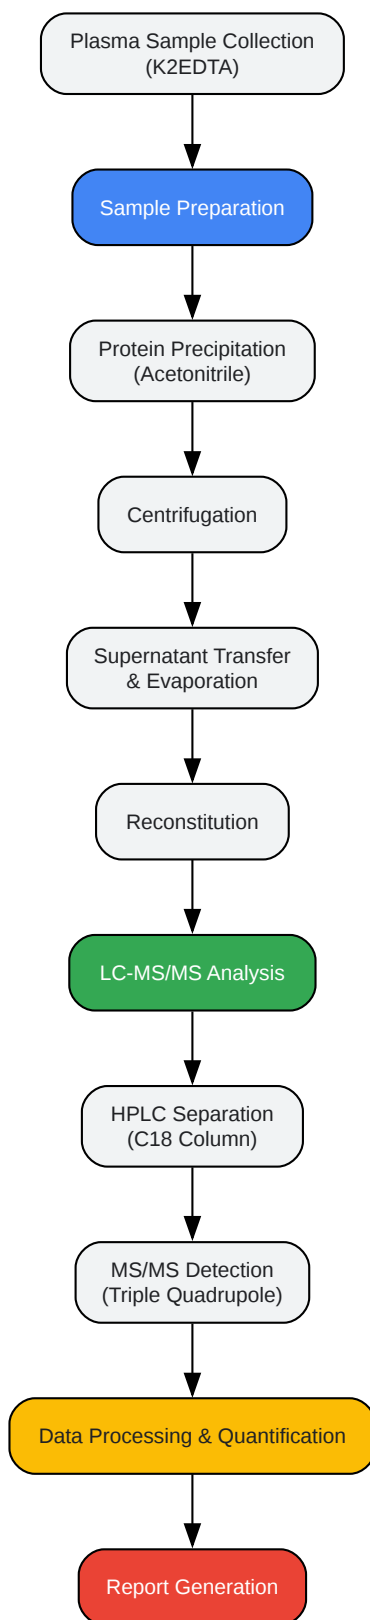 Plasma Sample Collection
(K2EDTA)
Sample Preparation
Protein Precipitation
(Acetonitrile)
Centrifugation
Supernatant Transfer
& Evaporation
Reconstitution
LC-MS/MS Analysis
HPLC Separation
(C18 Column)
MS/MS Detection
(Triple Quadrupole)
Data Processing & Quantification
Report Generation